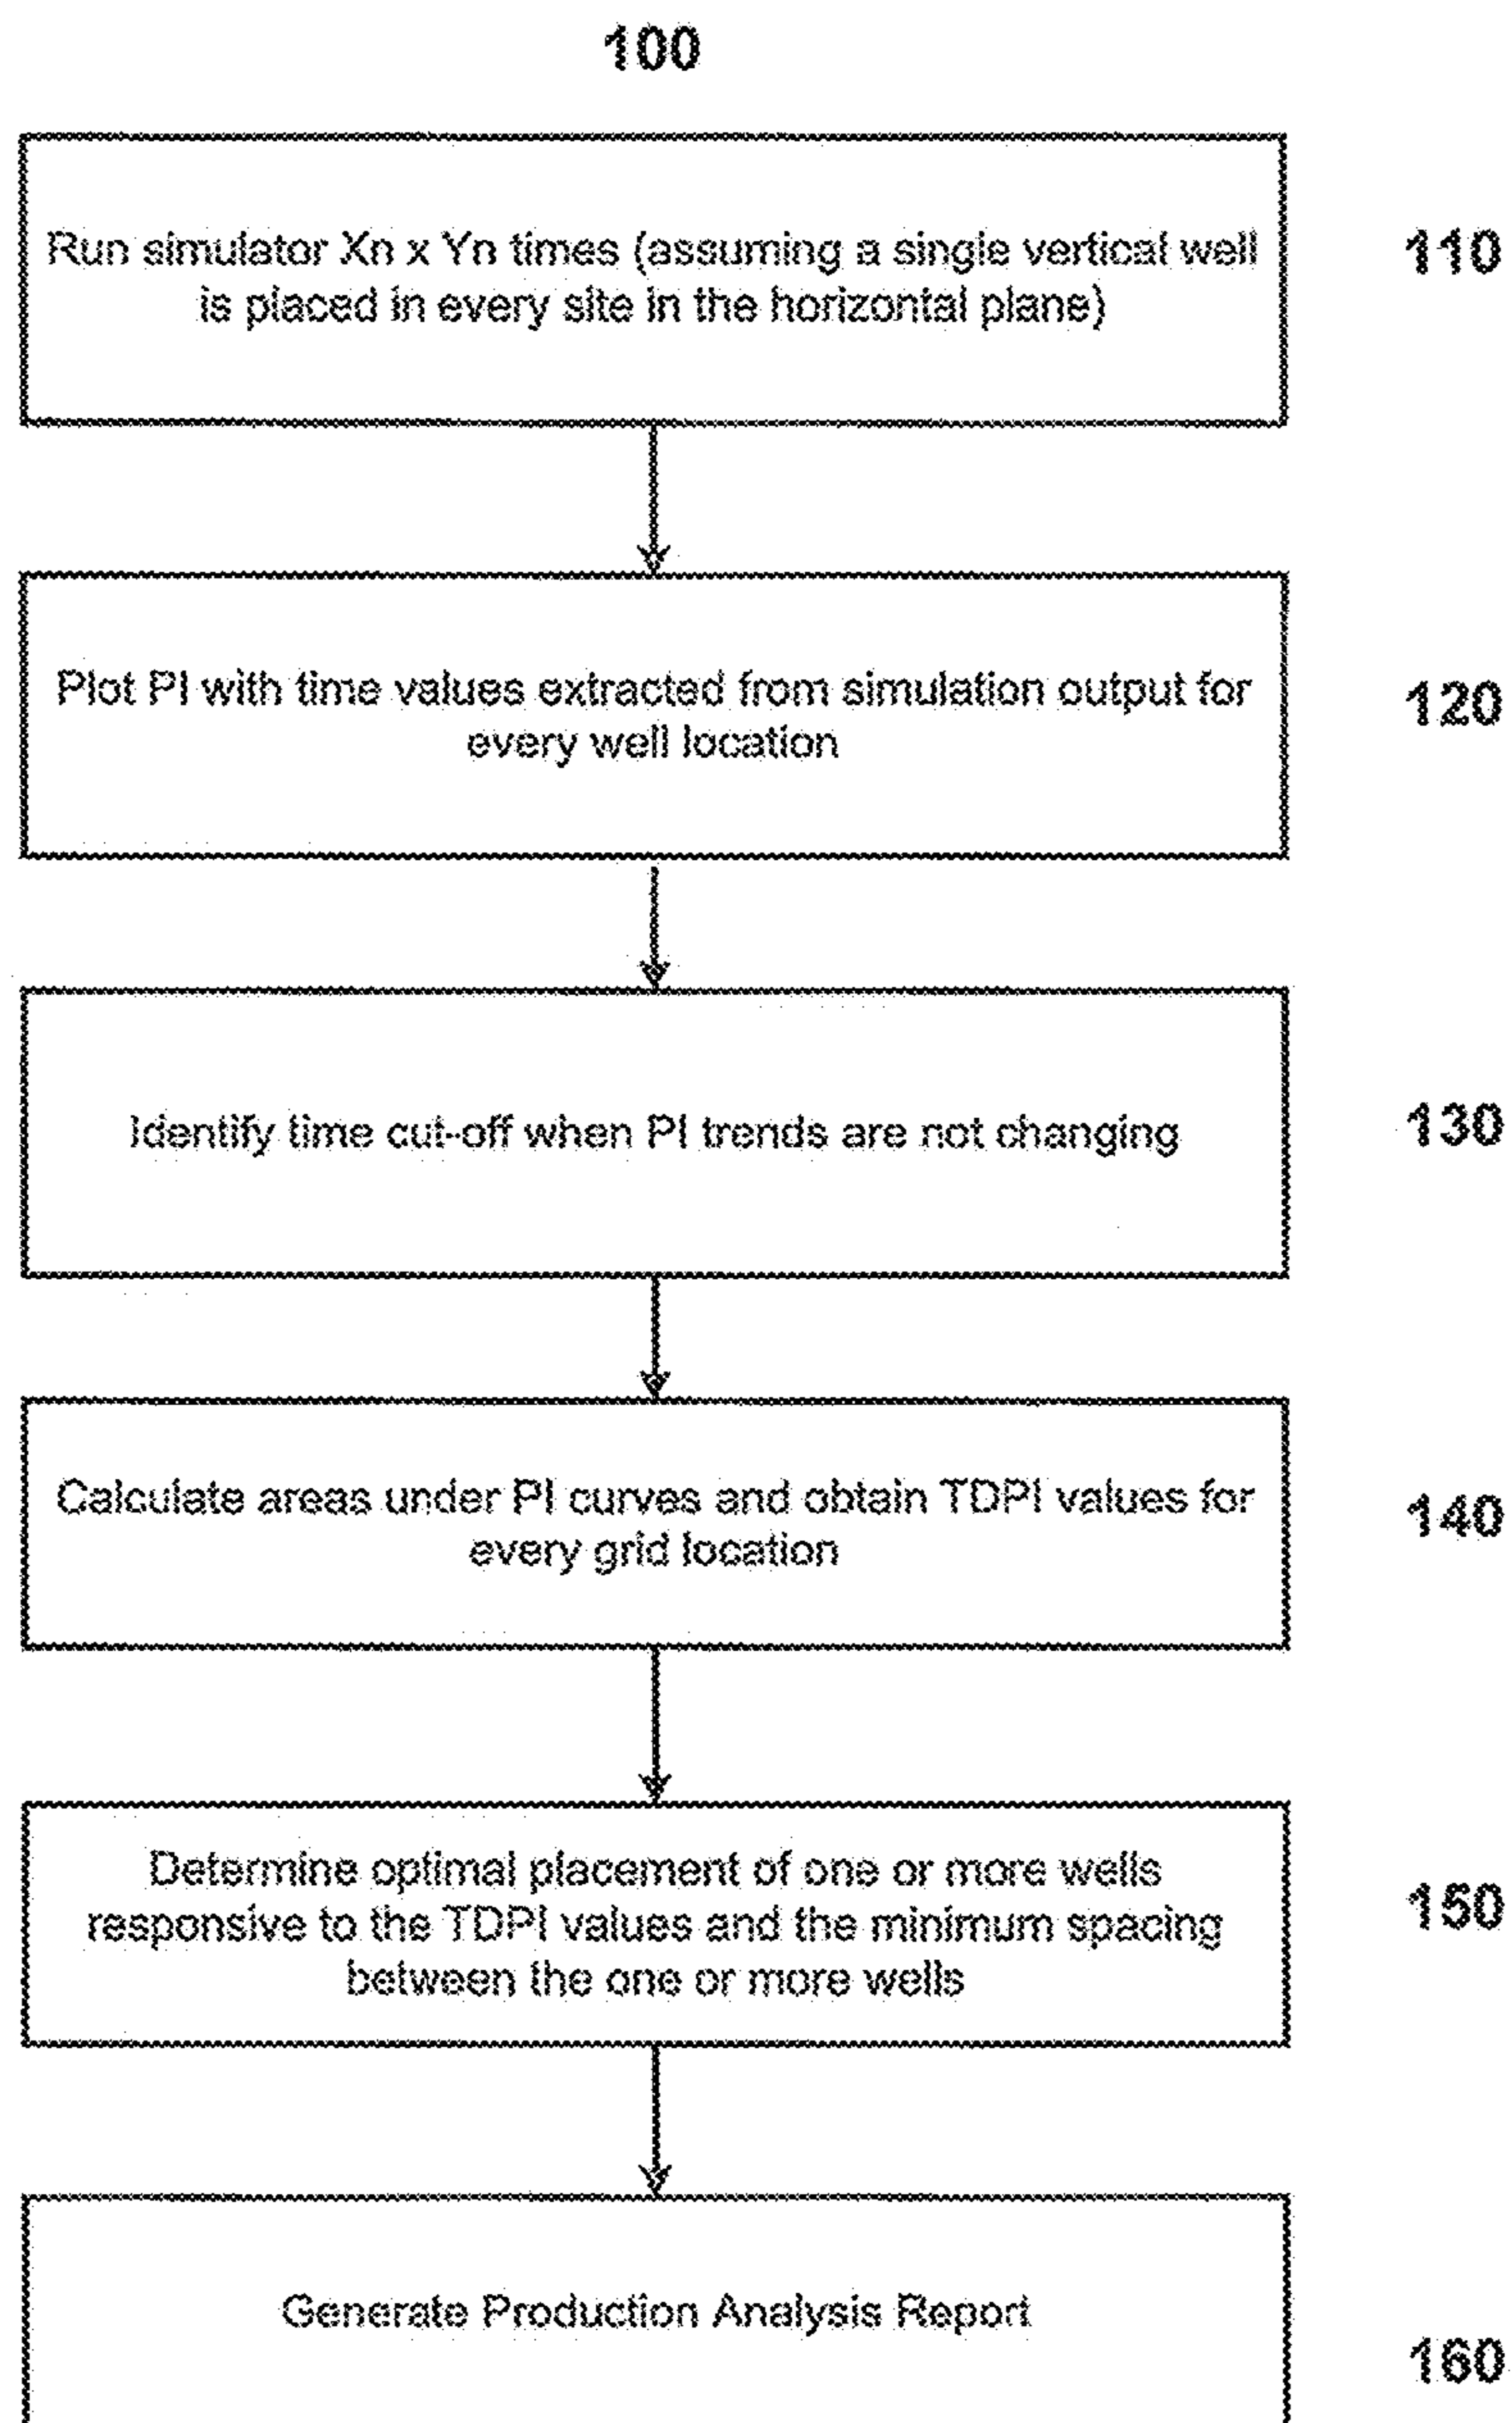 100
Run simulator Xn x Yn times (assuming a single vertical well
is placed in every site in the horizontal plane)
110
Plot PI with time values extracted from simulation output for
every well location
120
Identify time cut-off when PI trends are not changing
130
Calculate areas under PI curves and obtain TDPI values for
every grid location
140
Determine optimal placement of one or more wells
responsive to the TDPI values and the minimum spacing
between the one or more wells
150
Generate Production Analysis Report
160